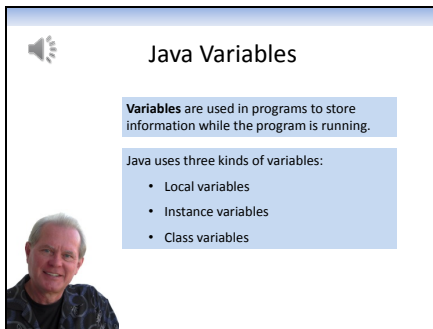 Java Variables
Variables are used in programs to store
information while the program is running.
Java uses three kinds of variables:
• Local variables
• Instance variables
• Class variables